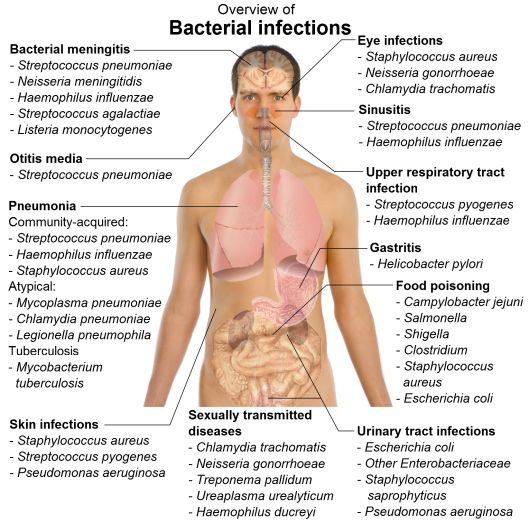 Overview of
Bacterial infections
Bacterial meningitis
- Streptococcus pneumoniae
- Neisseria meningitidis
- Haemophilus influenzae
- Streptococcus agalactiae
- Listeria monocytogenes
Otitis media
- Streptococcus pneumoniae
Pneumonia
Community-acquired:
- Streptococcus pneumoniae
- Haemophilus influenzae
- Staphylococcus aureus
Atypical:
- Mycoplasma pneumoniae
- Chlamydia pneumoniae
- Legionella pneumophila
Tuberculosis
- Mycobacterium
tuberculosis
Skin infections
- Staphylococcus aureus
- Streptococcus pyogenes
- Pseudomonas aeruginosa
Eye infections
- Staphylococcus aureus
- Neisseria gonorrhoeae
- Chlamydia trachomatis
Sinusitis
- Streptococcus pneumoniae
- Haemophilus influenzae
Upper respiratory tract
infection
- Streptococcus pyogenes
- Haemophilus influenzae
Gastritis
- Helicobacter pylori
Food poisoning
- Campylobacter jejuni
- Salmonella
- Shigella
- Clostridium
- Staphylococcus
aureus
- Escherichia coli
Sexually transmitted
diseases
- Chlamydia trachomatis
- Neisseria gonorrhoeae
- Treponema pallidum
- Ureaplasma urealyticum
- Haemophilus ducreyi
Urinary tract infections
- Escherichia coli
- Other Enterobacteriaceae
- Staphylococcus
saprophyticus
- Pseudomonas aeruginosa